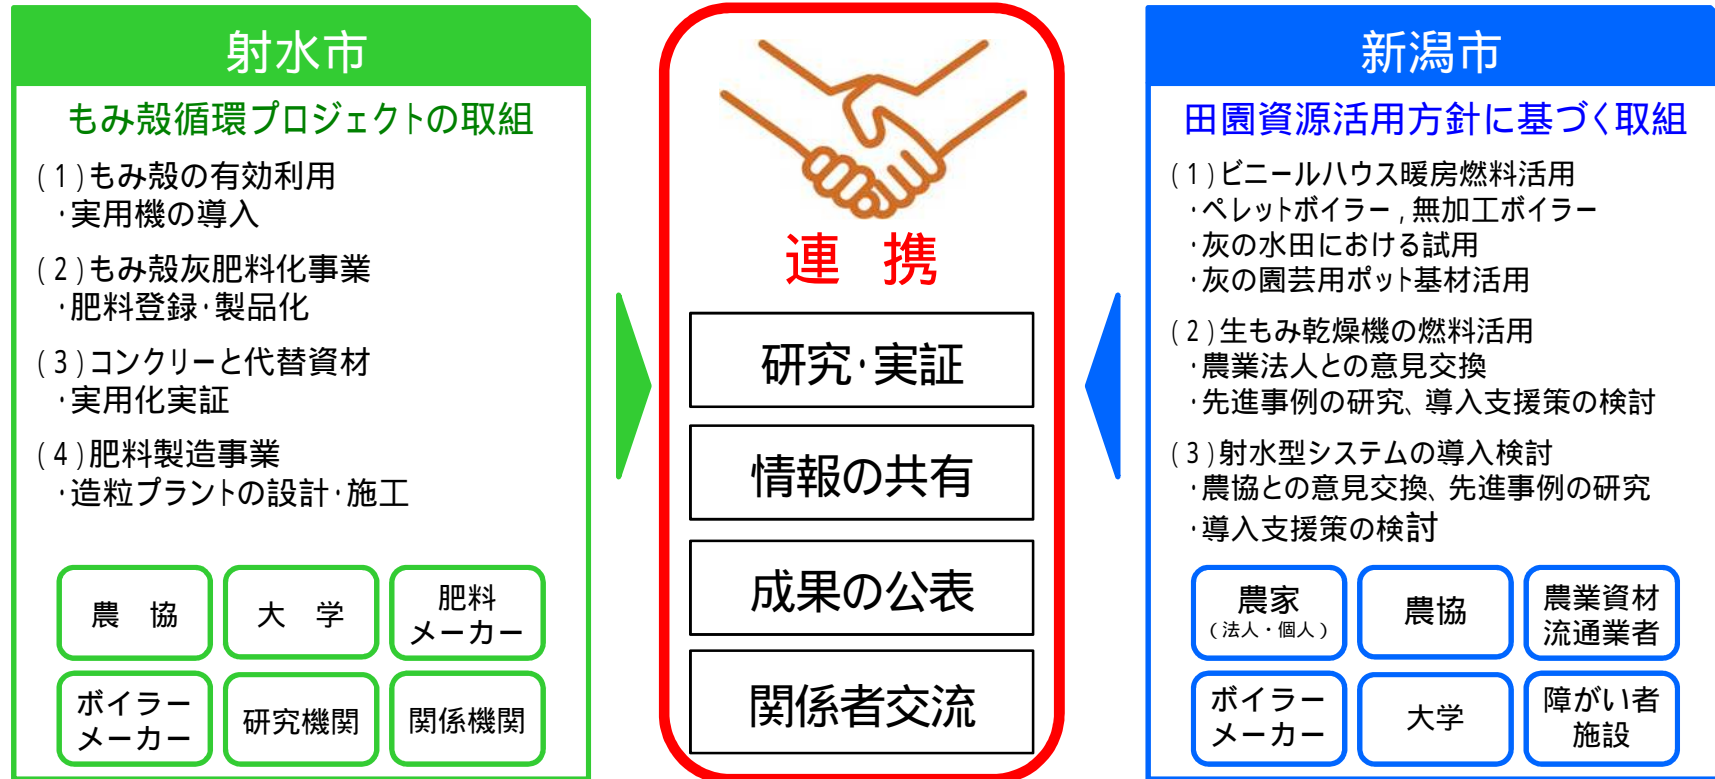 射水市
もみ殻循環プロジェクトの取組
(1)もみ殻の有効利用
・実用機の導入
(2)もみ殻灰肥料化事業
・肥料登録・製品化
(3)コンクリーと代替資材
・実用化実証
(4)肥料製造事業
・造粒プラントの設計・施工
農　協
大　学
肥料
メーカー
ボイラー
メーカー
研究機関
関係機関
連　携
研究・実証
情報の共有
成果の公表
関係者交流
新潟市
田園資源活用方針に基づく取組
(1)ビニールハウス暖房燃料活用
・ペレットボイラー，無加工ボイラー
・灰の水田における試用
・灰の園芸用ポット基材活用
(2)生もみ乾燥機の燃料活用
・農業法人との意見交換
・先進事例の研究、導入支援策の検討
(3)射水型システムの導入検討
・農協との意見交換、先進事例の研究
・導入支援策の検討
農家
（法人・個人）
農協
農業資材
流通業者
ボイラー
メーカー
大学
障がい者
施設